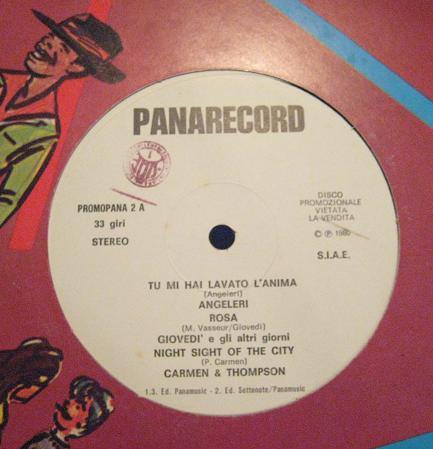 PANARECORD
PROMOPANA 2 A
33 giri
STEREO
DISCO
PROMOZIONALE
VIETATA
LA VENDITA
© ℗ 1980
S.I.A.E.
TU MI HAI LAVATO L'ANIMA
(Angeleri)
ANGELERI
ROSA
(M. Vasseur/Giovedì)
GIOVEDI' e gli altri giorni
NIGHT SIGHT OF THE CITY
(P. Carmen)
CARMEN & THOMPSON
1.3. Ed. Panamusic - 2. Ed. Settenote/Panamusic